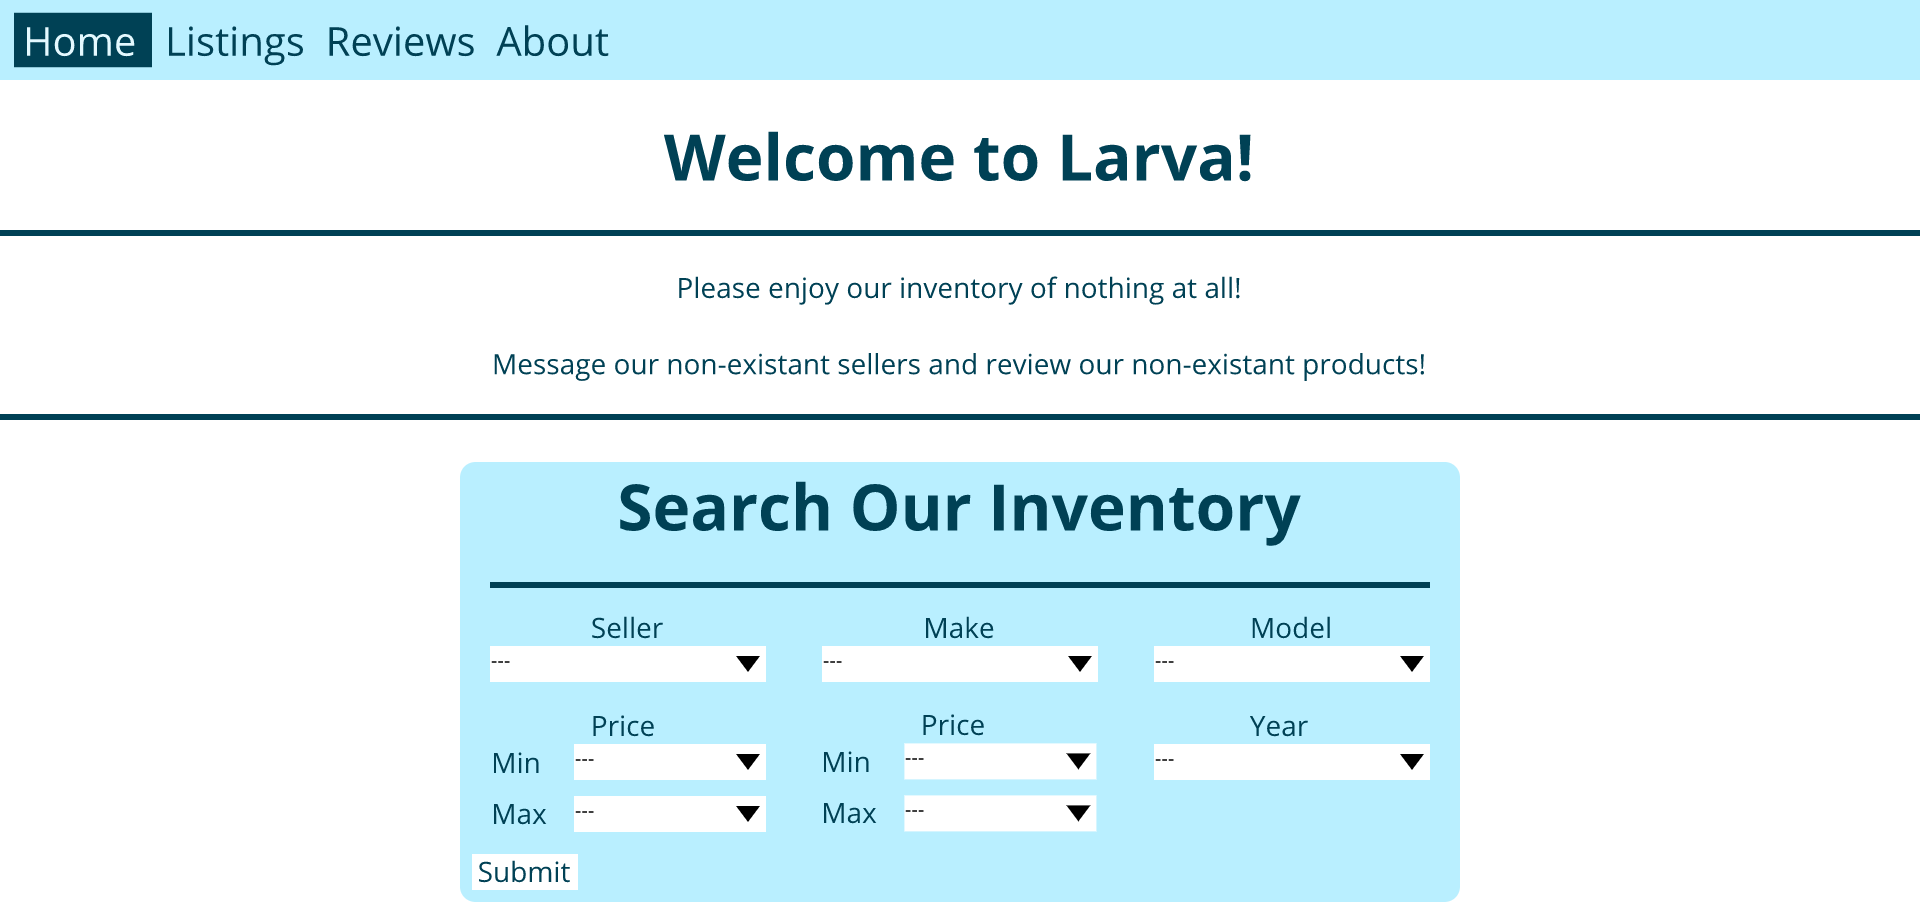 Home Listings Reviews About
Welcome to Larva!
Please enjoy our inventory of nothing at all!
Message our non-existant sellers and review our non-existant products!
Search Our Inventory
Seller Make Model
--- --- ---
Price Price Year
Min --- Min --- ---
Max --- Max ---
Submit